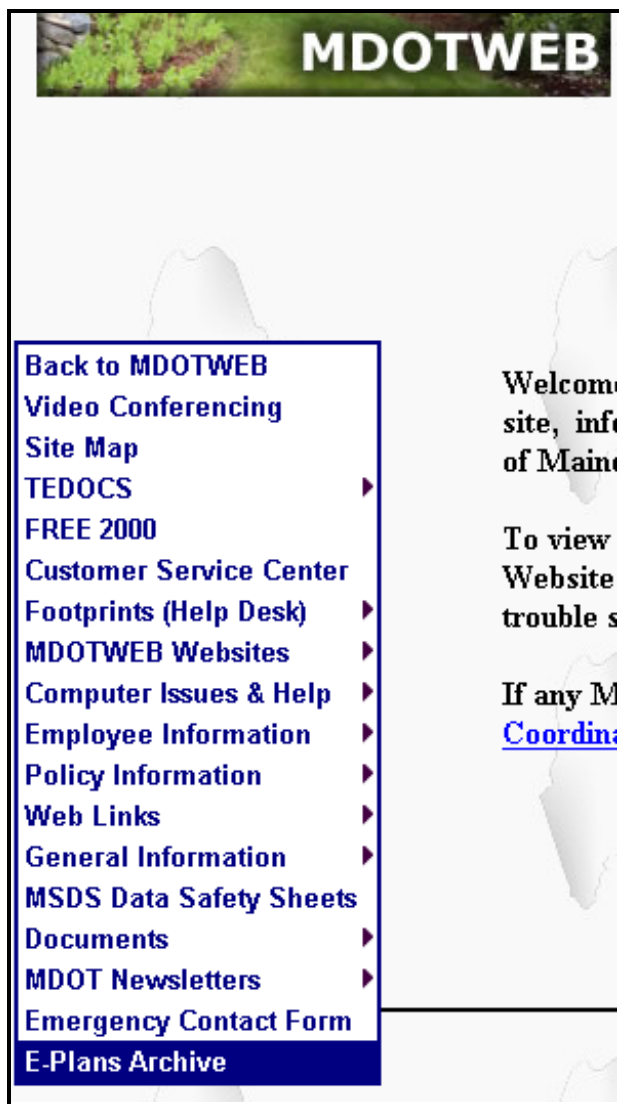 MDOTWEB
Back to MDOTWEB
Video Conferencing
Site Map
TEDOCS
FREE 2000
Customer Service Center
Footprints (Help Desk)
MDOTWEB Websites
Computer Issues & Help
Employee Information
Policy Information
Web Links
General Information
MSDS Data Safety Sheets
Documents
MDOT Newsletters
Emergency Contact Form
E-Plans Archive
Welcome
site, inf
of Maine
To view
Website
trouble s
If any M
Coordina